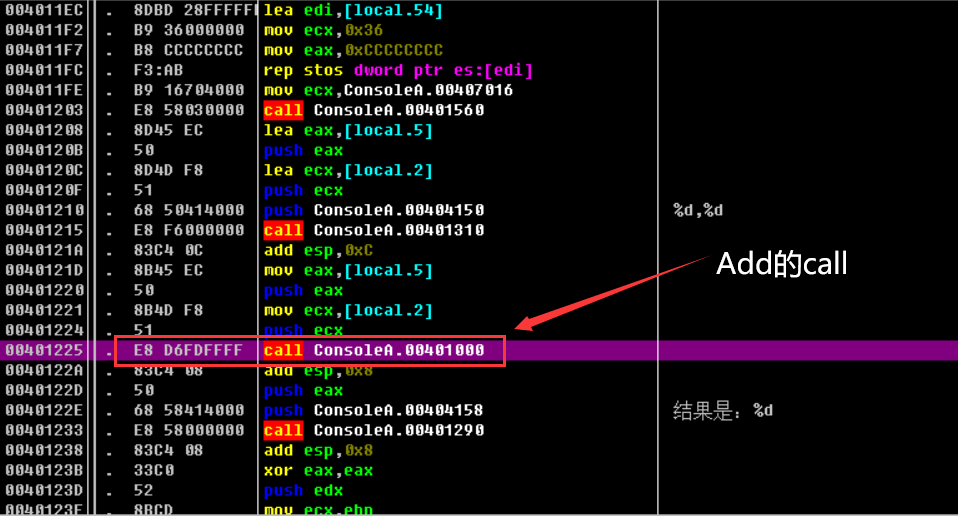 004011EC . 8DBD 28FFFFFF lea edi,[local.54]
004011F2 . B9 36000000 mov ecx,0x36
004011F7 . B8 CCCCCCCC mov eax,0xCCCCCCCC
004011FC . F3:AB rep stos dword ptr es:[edi]
004011FE . B9 16704000 mov ecx,ConsoleA.00407016
00401203 . E8 58030000 call ConsoleA.00401560
00401208 . 8D45 EC lea eax,[local.5]
0040120B . 50 push eax
0040120C . 8D4D F8 lea ecx,[local.2]
0040120F . 51 push ecx
00401210 . 68 50414000 push ConsoleA.00404150 %d,%d
00401215 . E8 F6000000 call ConsoleA.00401310
0040121A . 83C4 0C add esp,0xC
0040121D . 8B45 EC mov eax,[local.5]
Add的call
00401220 . 50 push eax
00401221 . 8B4D F8 mov ecx,[local.2]
00401224 . 51 push ecx
00401225 . E8 D6FDFFFF call ConsoleA.00401000
0040122A . 83C4 08 add esp,0x8
0040122D . 50 push eax
0040122E . 68 58414000 push ConsoleA.00404158 结果是：%d
00401233 . E8 58000000 call ConsoleA.00401290
00401238 . 83C4 08 add esp,0x8
0040123B . 33C0 xor eax,eax
0040123D . 52 push edx
0040123E . 8BCD mov ecx,ebp